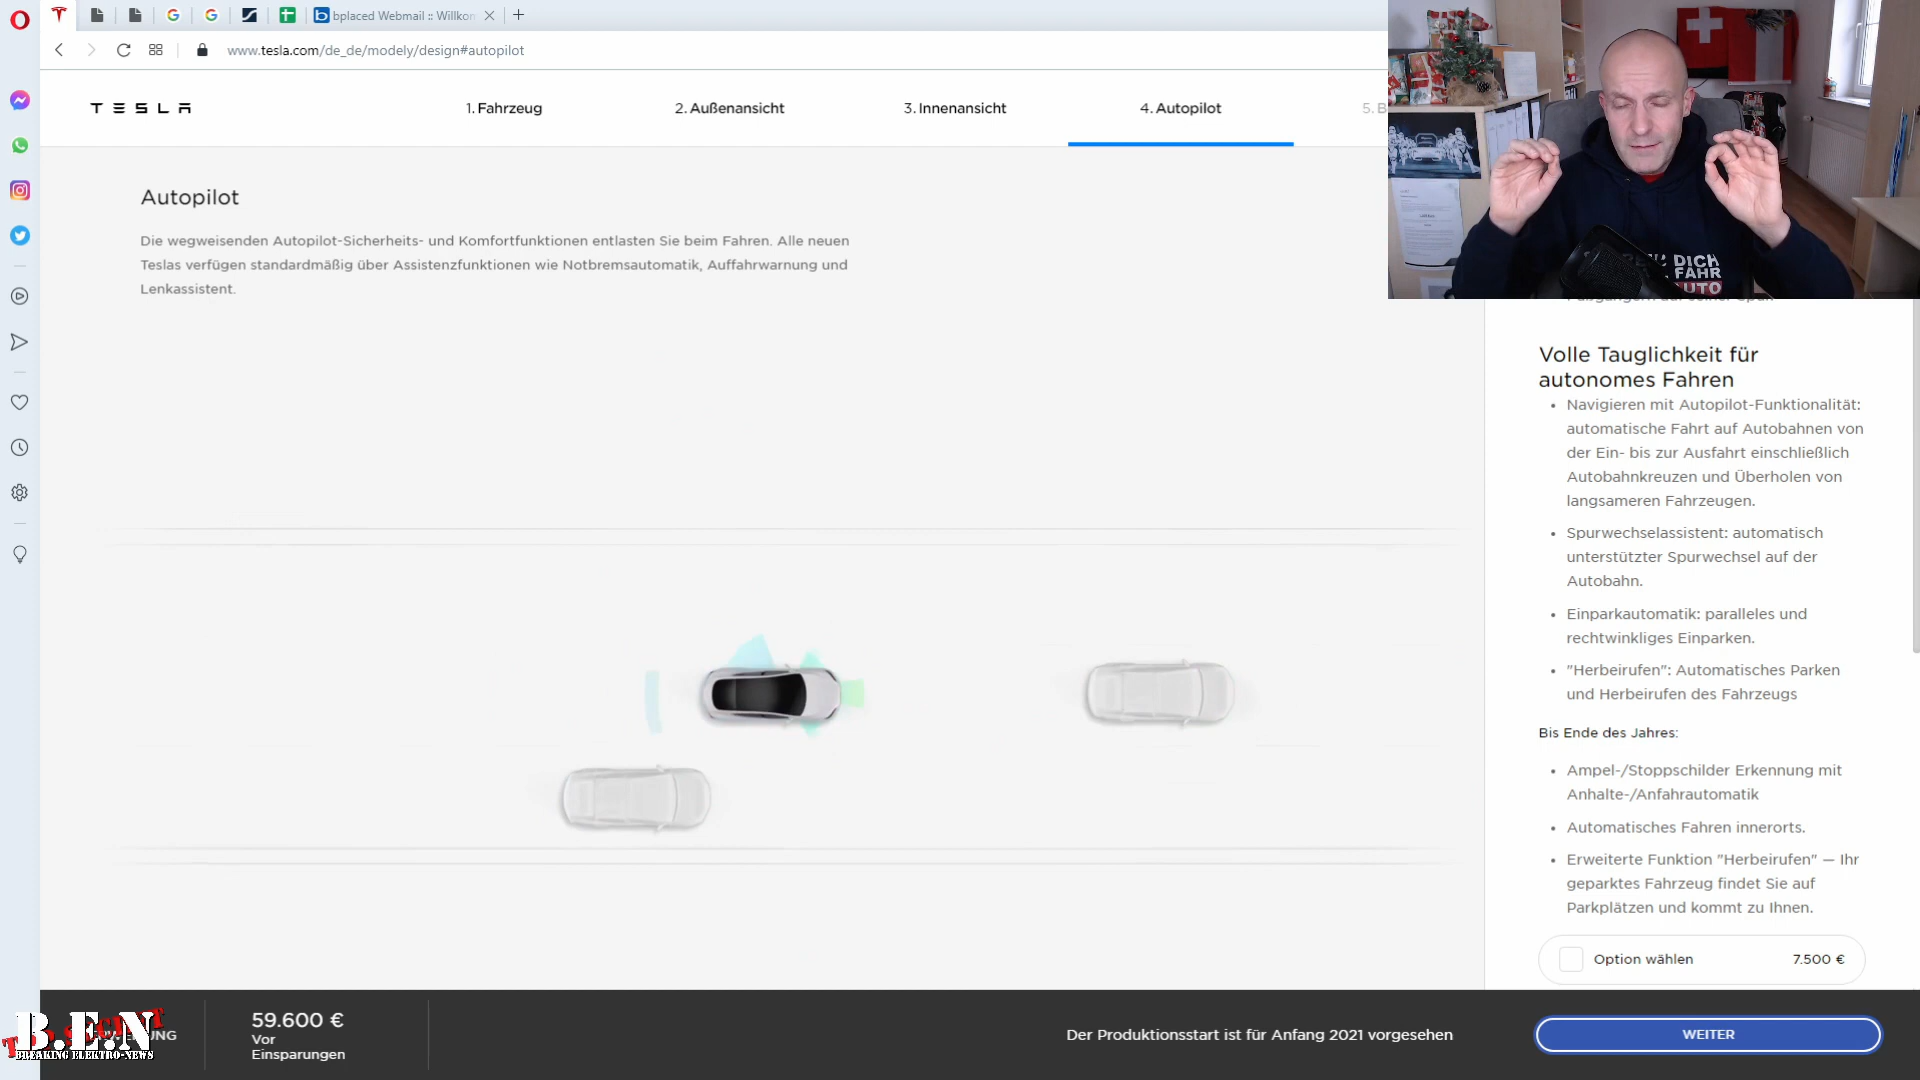 bplaced Webmail :: Willkon
www.tesla.com/de_de/modely/design#autopilot
TESLA
1. Fahrzeug
2. Außenansicht
3. Innenansicht
4. Autopilot
5. B
Autopilot
Die wegweisenden Autopilot-Sicherheits- und Komfortfunktionen entlasten Sie beim Fahren. Alle neuen
Teslas verfügen standardmäßig über Assistenzfunktionen wie Notbremsautomatik, Auffahrwarnung und
Lenkassistent.
DICH
FAHR
AUTO
Volle Tauglichkeit für
autonomes Fahren
• Navigieren mit Autopilot-Funktionalität:
automatische Fahrt auf Autobahnen von
der Ein- bis zur Ausfahrt einschließlich
Autobahnkreuzen und Überholen von
langsameren Fahrzeugen.
• Spurwechselassistent: automatisch
unterstützter Spurwechsel auf der
Autobahn.
• Einparkautomatik: paralleles und
rechtwinkliges Einparken.
• "Herbeirufen": Automatisches Parken
und Herbeirufen des Fahrzeugs
Bis Ende des Jahres:
• Ampel-/Stoppschilder Erkennung mit
Anhalte-/Anfahrautomatik
• Automatisches Fahren innerorts.
• Erweiterte Funktion "Herbeirufen" — Ihr
geparktes Fahrzeug findet Sie auf
Parkplätzen und kommt zu Ihnen.
Option wählen 7.500 €
B.E.N
BREAKING ELEKTRO-NEWS
59.600 €
Vor
Einsparungen
Der Produktionsstart ist für Anfang 2021 vorgesehen
WEITER